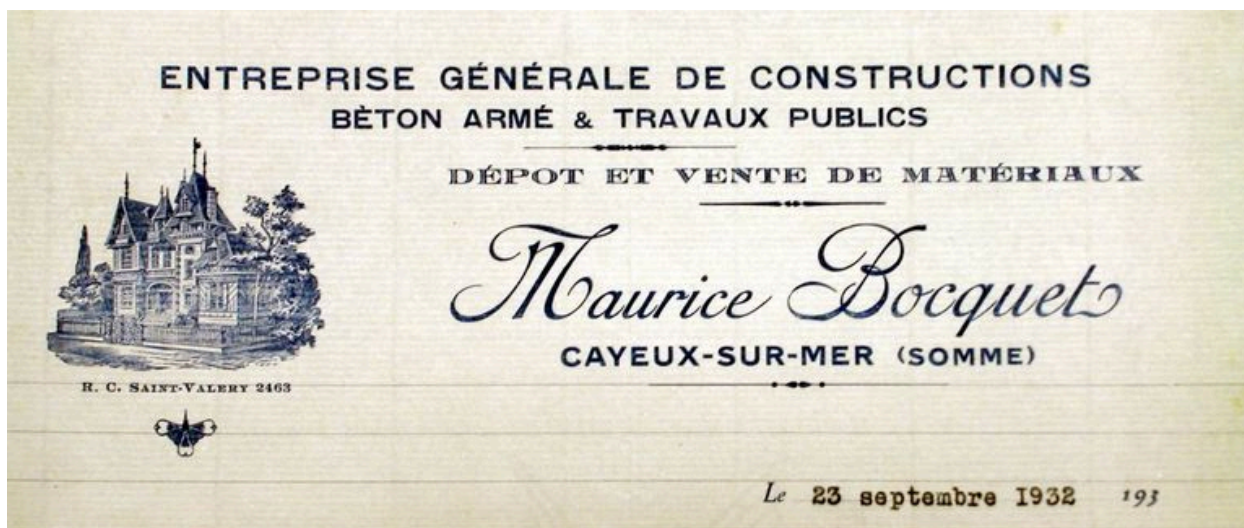 ENTREPRISE GÉNÉRALE DE CONSTRUCTIONS
BÈTON ARMÉ & TRAVAUX PUBLICS
DÉPOT ET VENTE DE MATÉRIAUX
Maurice Bocquet
CAYEUX-SUR-MER (SOMME)
R. C. SAINT-VALERY 2463
Le 23 septembre 1932 193